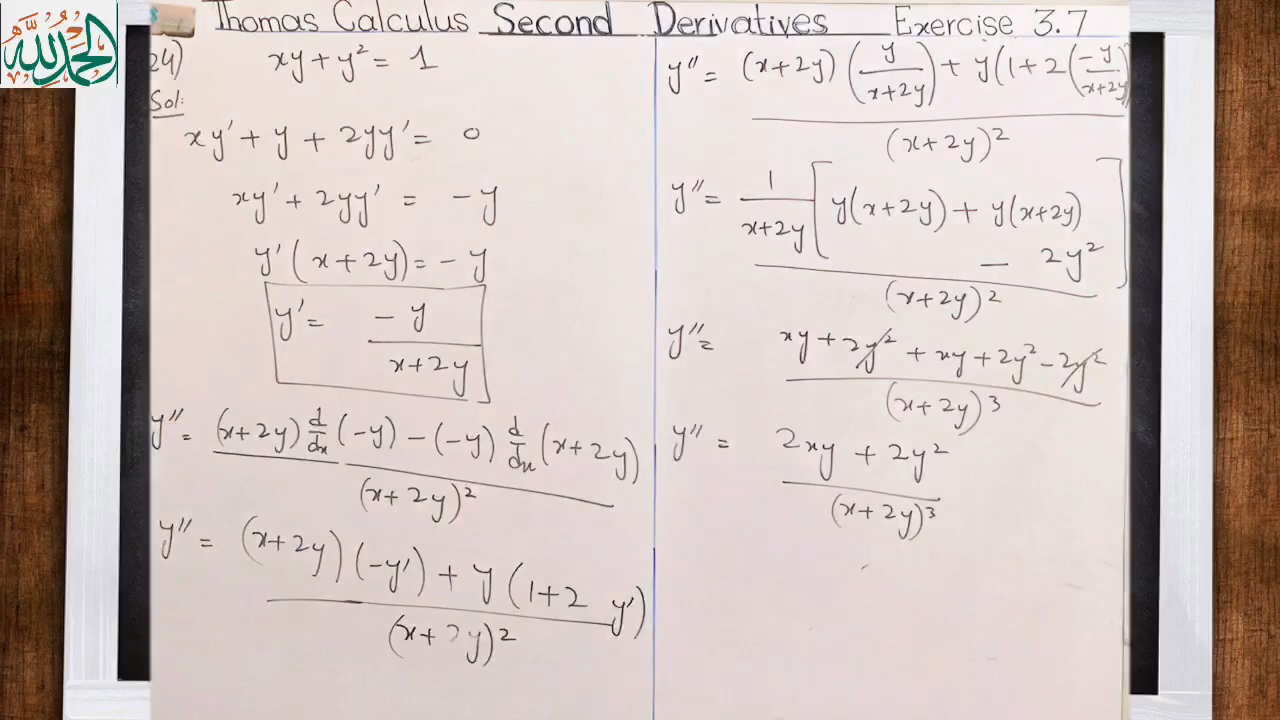 الحمد لله
Thomas Calculus Second Derivatives Exercise 3.7
24) xy + y² = 1
Sol:
xy' + y + 2yy' = 0
xy' + 2yy' = -y
y'(x+2y) = -y
y' = -y / x+2y
y'' = (x+2y) d/dx (-y) - (-y) d/dx (x+2y) / (x+2y)²
y'' = (x+2y)(-y') + y(1+2 y') / (x+2y)²
y'' = (x+2y)(y / x+2y) + y(1+2(-y / x+2y) / (x+2y)²
y'' = 1 / x+2y [y(x+2y) + y(x+2y) - 2y²] / (x+2y)²
y'' = xy + 2y² + xy + 2y² - 2y² / (x+2y)³
y'' = 2xy + 2y² / (x+2y)³